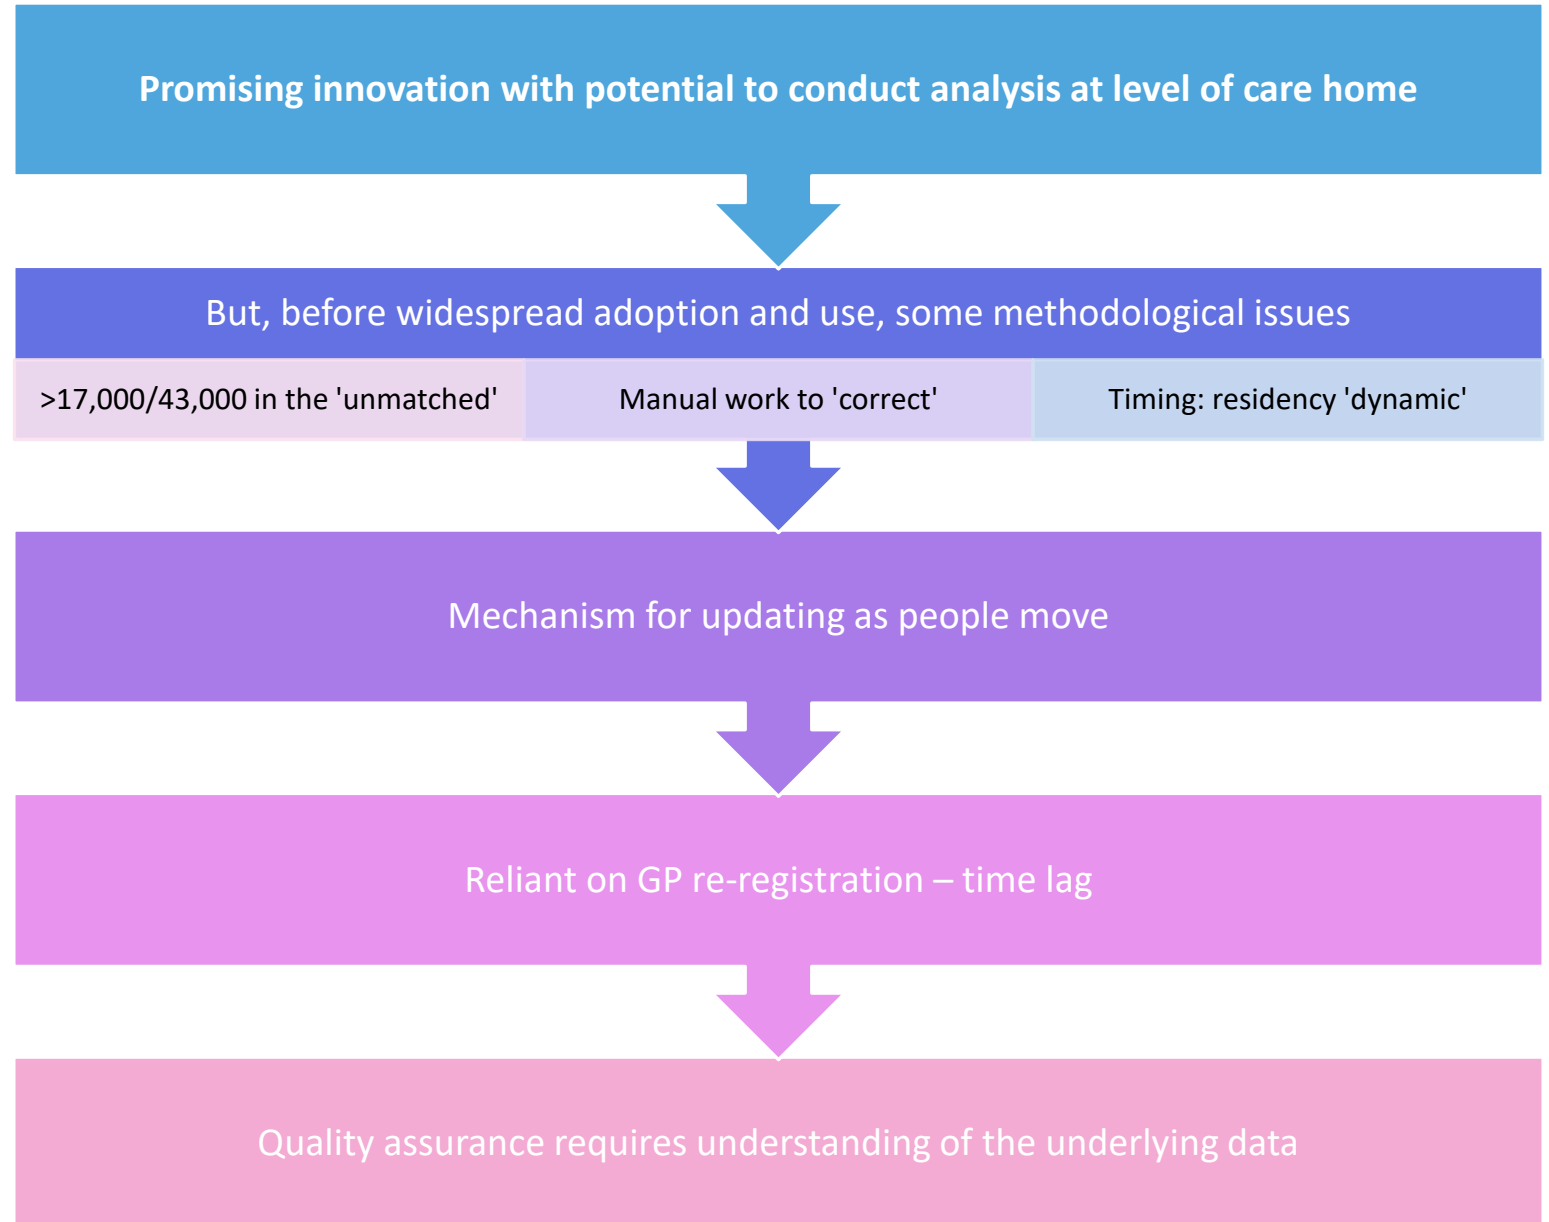 Promising innovation with potential to conduct analysis at level of care home
But, before widespread adoption and use, some methodological issues
>17,000/43,000 in the 'unmatched'
Manual work to 'correct'
Timing: residency 'dynamic'
Mechanism for updating as people move
Reliant on GP re-registration – time lag
Quality assurance requires understanding of the underlying data